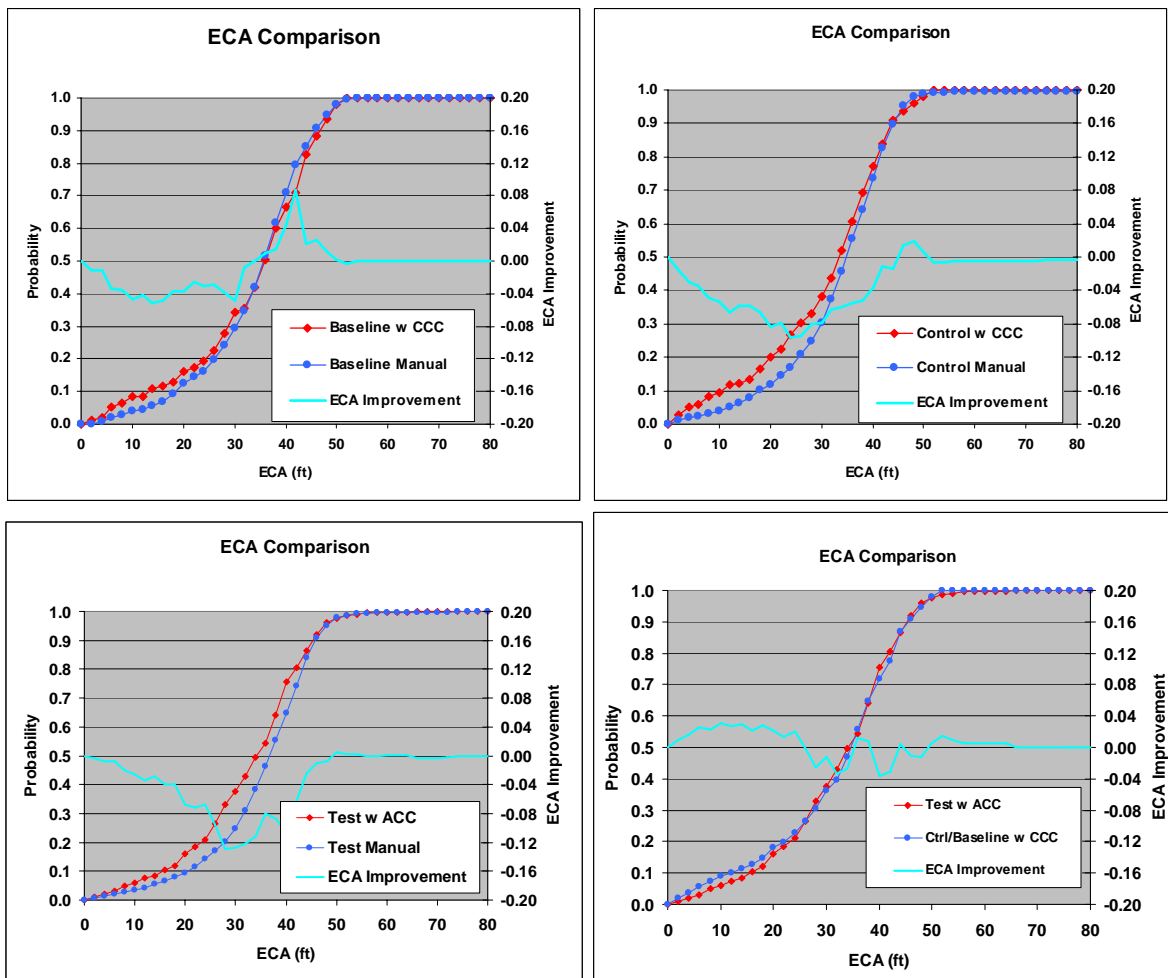 ECA Comparison
1.0
0.9
0.8
0.7
0.6
0.5
0.4
0.3
0.2
0.1
0.0
Probability
0.20
0.16
0.12
0.08
0.04
0.00
-0.04
-0.08
-0.12
-0.16
-0.20
ECA Improvement
Baseline w CCC
Baseline Manual
ECA Improvement
0 10 20 30 40 50 60 70 80
ECA (ft)
ECA Comparison
1.0
0.9
0.8
0.7
0.6
0.5
0.4
0.3
0.2
0.1
0.0
Probability
0.20
0.16
0.12
0.08
0.04
0.00
-0.04
-0.08
-0.12
-0.16
-0.20
ECA Improvement
Control w CCC
Control Manual
ECA Improvement
0 10 20 30 40 50 60 70 80
ECA (ft)
ECA Comparison
1.0
0.9
0.8
0.7
0.6
0.5
0.4
0.3
0.2
0.1
0.0
Probability
0.20
0.16
0.12
0.08
0.04
0.00
-0.04
-0.08
-0.12
-0.16
-0.20
ECA Improvement
Test w ACC
Test Manual
ECA Improvement
0 10 20 30 40 50 60 70 80
ECA (ft)
ECA Comparison
1.0
0.9
0.8
0.7
0.6
0.5
0.4
0.3
0.2
0.1
0.0
Probability
0.20
0.16
0.12
0.08
0.04
0.00
-0.04
-0.08
-0.12
-0.16
-0.20
ECA Improvement
Test w ACC
Ctrl/Baseline w CCC
ECA Improvement
0 10 20 30 40 50 60 70 80
ECA (ft)